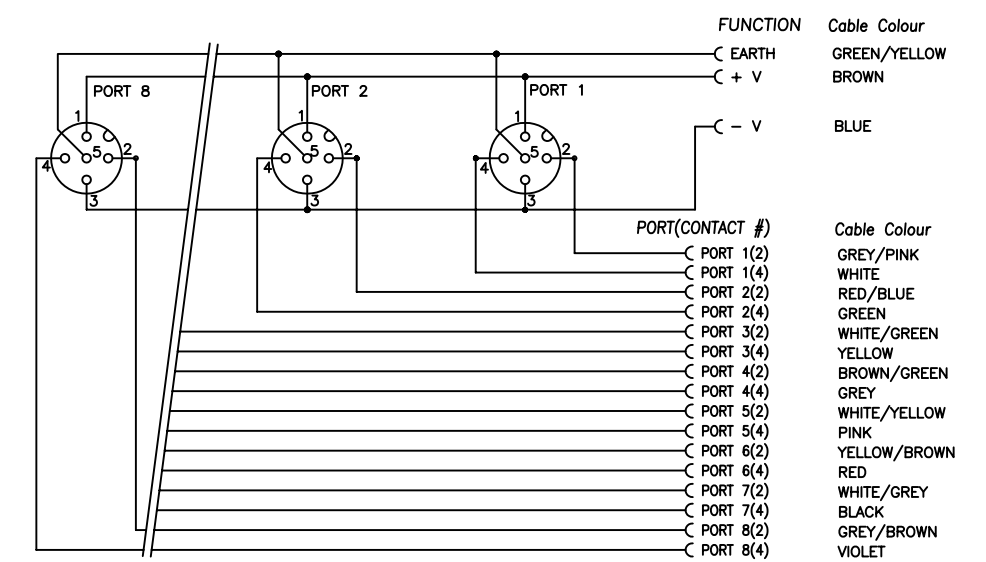 FUNCTION Cable Colour
EARTH GREEN/YELLOW
+ V BROWN
PORT 8 PORT 2 PORT 1
1 1 1
- V BLUE
4 5 2 4 5 2 4 5 2
3 3 3
PORT(CONTACT #) Cable Colour
PORT 1(2) GREY/PINK
PORT 1(4) WHITE
PORT 2(2) RED/BLUE
PORT 2(4) GREEN
PORT 3(2) WHITE/GREEN
PORT 3(4) YELLOW
PORT 4(2) BROWN/GREEN
PORT 4(4) GREY
PORT 5(2) WHITE/YELLOW
PORT 5(4) PINK
PORT 6(2) YELLOW/BROWN
PORT 6(4) RED
PORT 7(2) WHITE/GREY
PORT 7(4) BLACK
PORT 8(2) GREY/BROWN
PORT 8(4) VIOLET